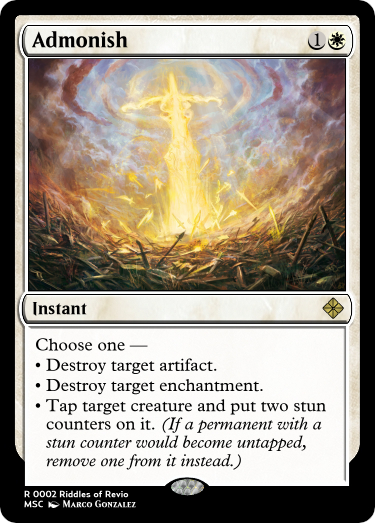 Admonish 1
Instant
Choose one —
• Destroy target artifact.
• Destroy target enchantment.
• Tap target creature and put two stun
counters on it. (If a permanent with a
stun counter would become untapped,
remove one from it instead.)
R 0002 Riddles of Revio
MSC Marco Gonzalez